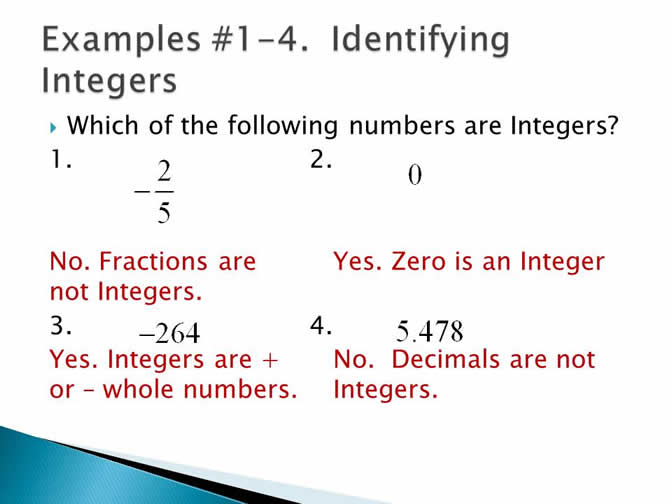 Examples #1-4. Identifying
Integers
Which of the following numbers are Integers?
1. -2/5 2. 0
No. Fractions are Yes. Zero is an Integer
not Integers.
3. -264 4. 5.478
Yes. Integers are + No. Decimals are not
or – whole numbers. Integers.